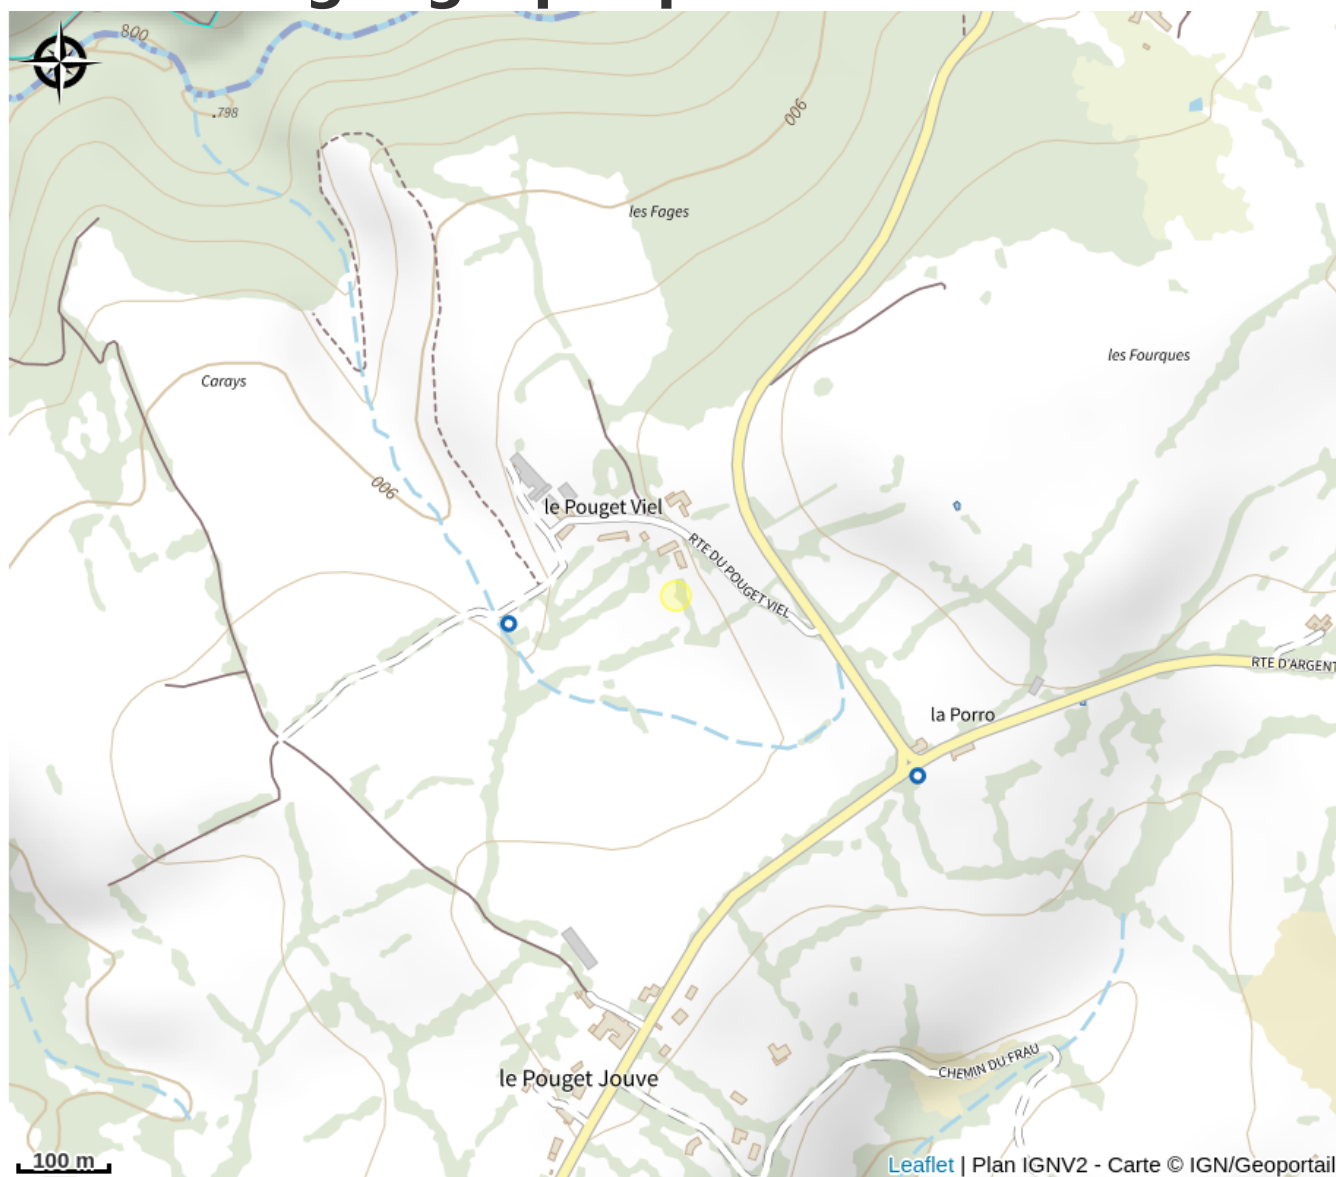 800
.798
900
les Fages
les Fourques
Carays
900
le Pouget Viel
RTE DU POUGET VIEL
RTE D'ARGENT
la Porro
le Pouget Jouve
CHEMIN DU FRAU
100 m
Leaflet | Plan IGNV2 - Carte © IGN/Geoportail